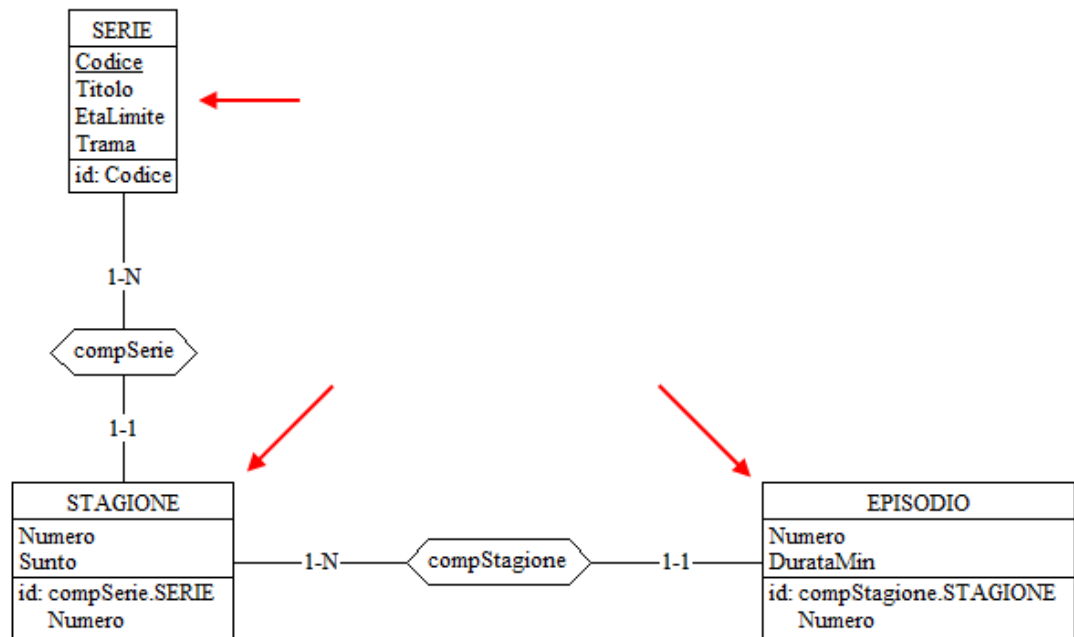 SERIE
Codice
Titolo
EtaLimite
Trama
id: Codice
1-N
compSerie
1-1
STAGIONE
Numero
Sunto
id: compSerie.SERIE
Numero
1-N
compStagione
1-1
EPISODIO
Numero
DurataMin
id: compStagione.STAGIONE
Numero